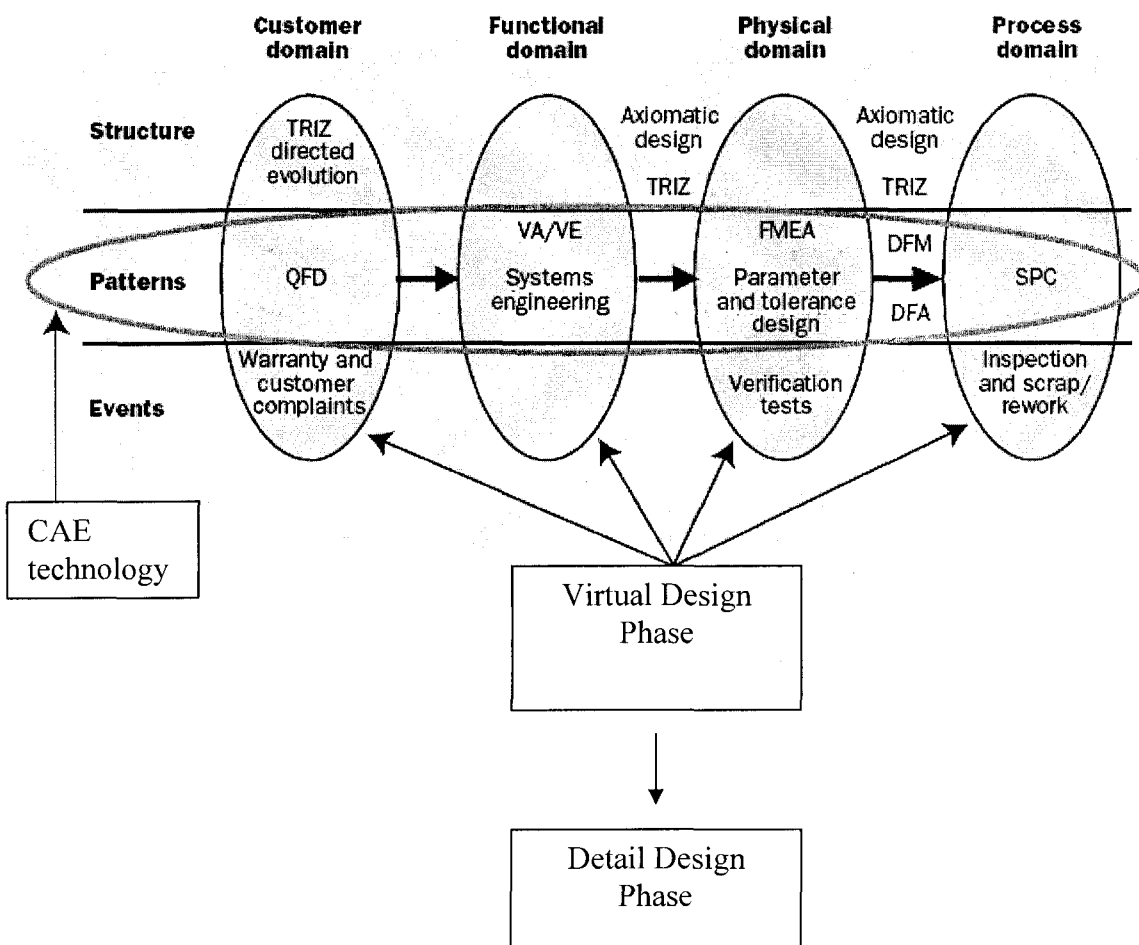 Customer
domain
Functional
domain
Physical
domain
Process
domain
Structure
TRIZ
directed
evolution
Axiomatic
design
TRIZ
Axiomatic
design
TRIZ
Patterns
QFD
VA/VE
Systems
engineering
FMEA
Parameter
and tolerance
design
DFM
DFA
SPC
Events
Warranty and
customer
complaints
Verification
tests
Inspection
and scrap/
rework
CAE
technology
Virtual Design
Phase
Detail Design
Phase